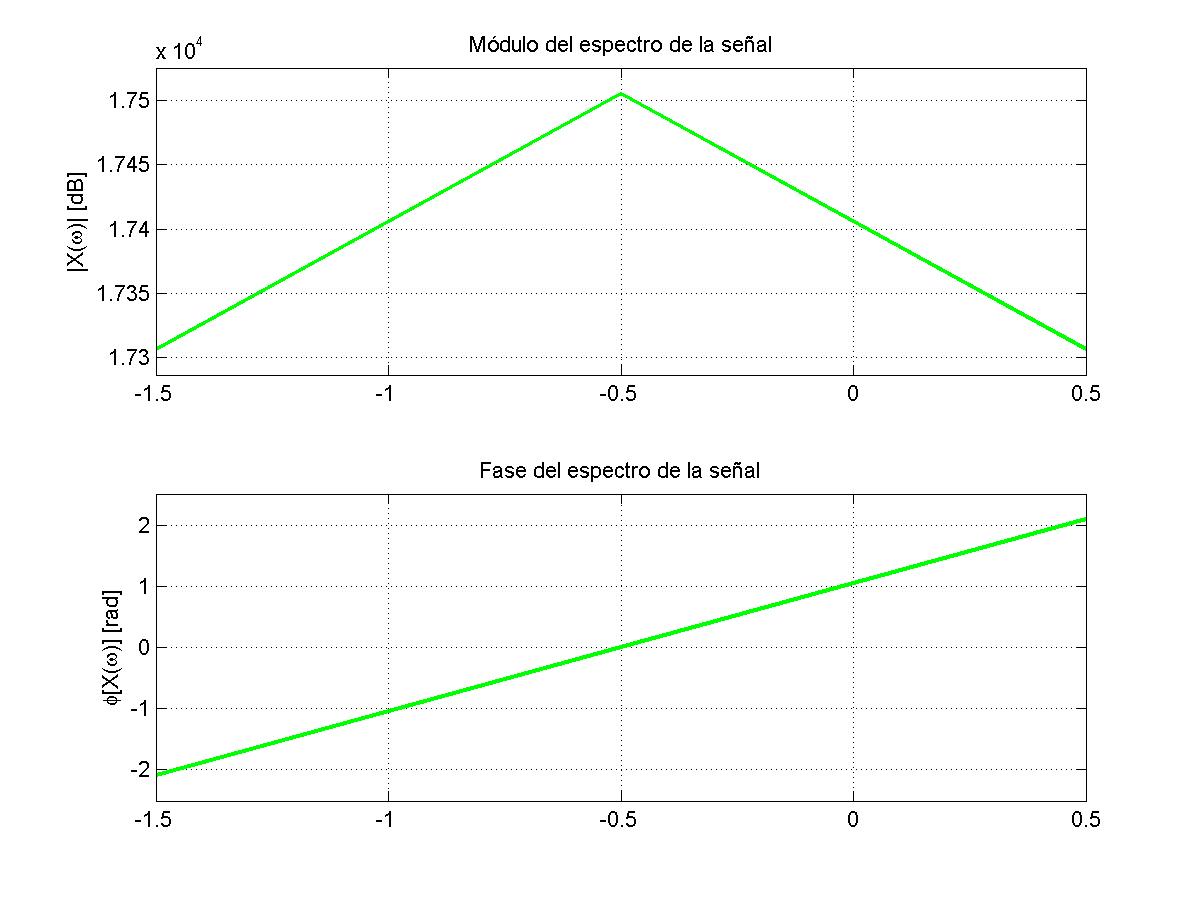 Módulo del espectro de la señal
x 10⁴
|X(ω)| [dB]
1.75
1.745
1.74
1.735
1.73
-1.5 -1 -0.5 0 0.5
Fase del espectro de la señal
ϕ[X(ω)] [rad]
2
1
0
-1
-2
-1.5 -1 -0.5 0 0.5